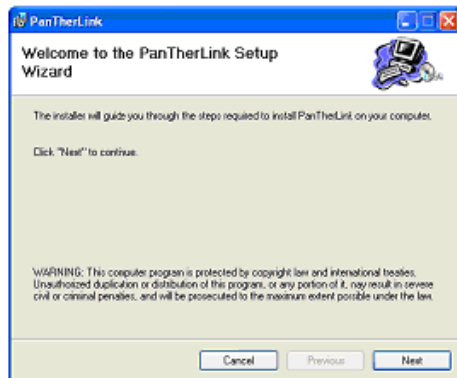 PanTherLink
Welcome to the PanTherLink Setup
Wizard
The installer will guide you through the steps required to install PanTherLink on your computer.
Click "Next" to continue.
WARNING: This computer program is protected by copyright law and international treaties.
Unauthorized duplication or distribution of this program, or any portion of it, may result in severe
civil or criminal penalties, and will be prosecuted to the maximum extent possible under the law.
Cancel Previous Next